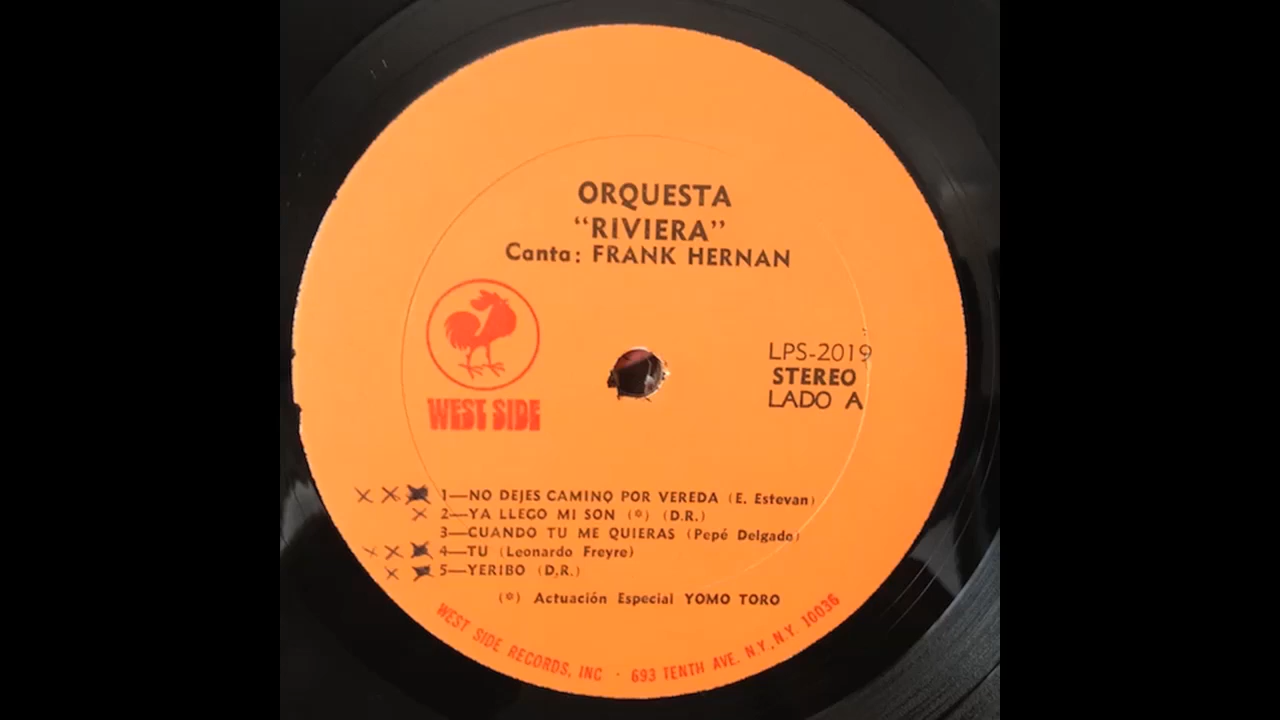 ORQUESTA
“RIVIERA”
Canta: FRANK HERNAN
WEST SIDE
LPS-2019
STEREO
LADO A
1—NO DEJES CAMINO POR VEREDA (E. Estevan)
2—YA LLEGO MI SON (*) (D.R.)
3—CUANDO TU ME QUIERAS (Pepé Delgado)
4—TU (Leonardo Freyre)
5—YERIBO (D.R.)
(*) Actuación Especial YOMO TORO
WEST SIDE RECORDS, INC · 693 TENTH AVE. N.Y., N.Y. 10036